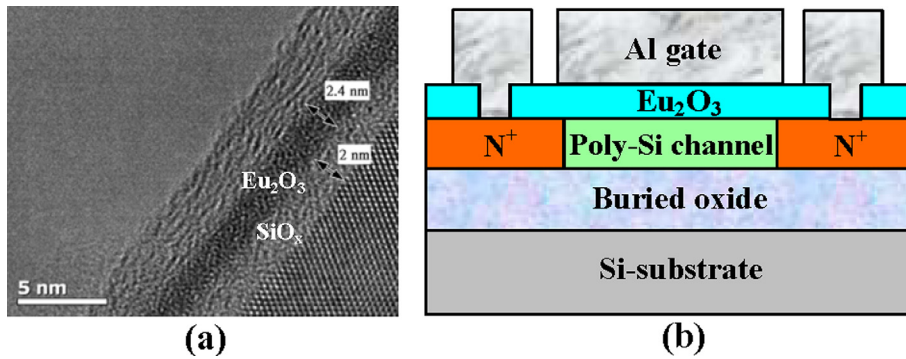 2.4 nm
2 nm
Eu₂O₃
SiOₓ
5 nm
(a)
Al gate
Eu₂O₃
N⁺ Poly-Si channel N⁺
Buried oxide
Si-substrate
(b)